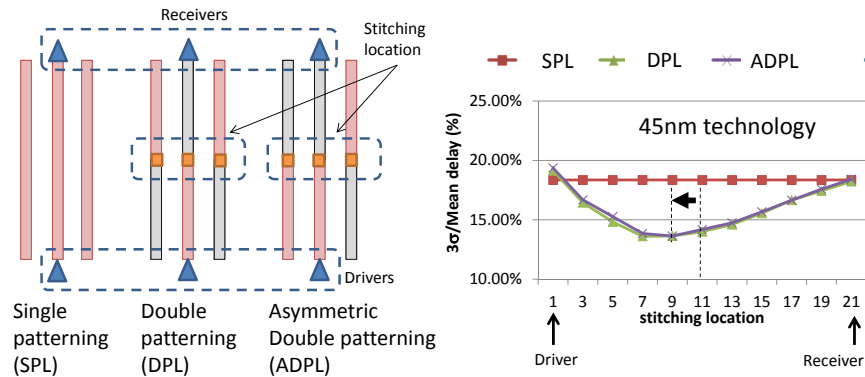 Receivers
Stitching
location
Drivers
Single
patterning
(SPL)
Double
patterning
(DPL)
Asymmetric
Double patterning
(ADPL)
SPL DPL ADPL
45nm technology
3σ/Mean delay (%)
25.00%
20.00%
15.00%
10.00%
1 3 5 7 9 11 13 15 17 19 21
stitching location
Driver
Receiver